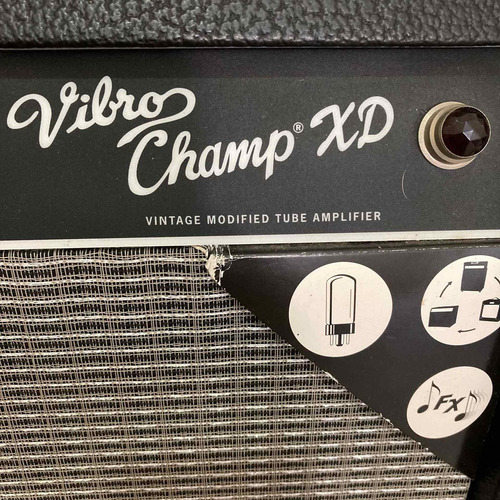 Vibro
Champ® XD
VINTAGE MODIFIED TUBE AMPLIFIER
FX